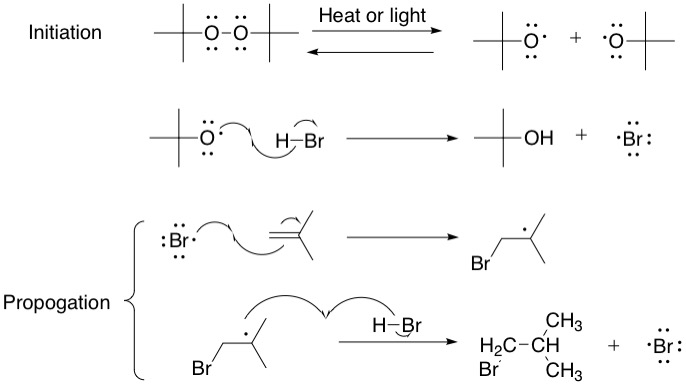 Initiation
O–O
Heat or light
O· + ·O
O· H–Br
OH + ·Br:
:Br·
Br
Propogation
H–Br
Br
CH₃
H₂C–CH + ·Br:
Br CH₃